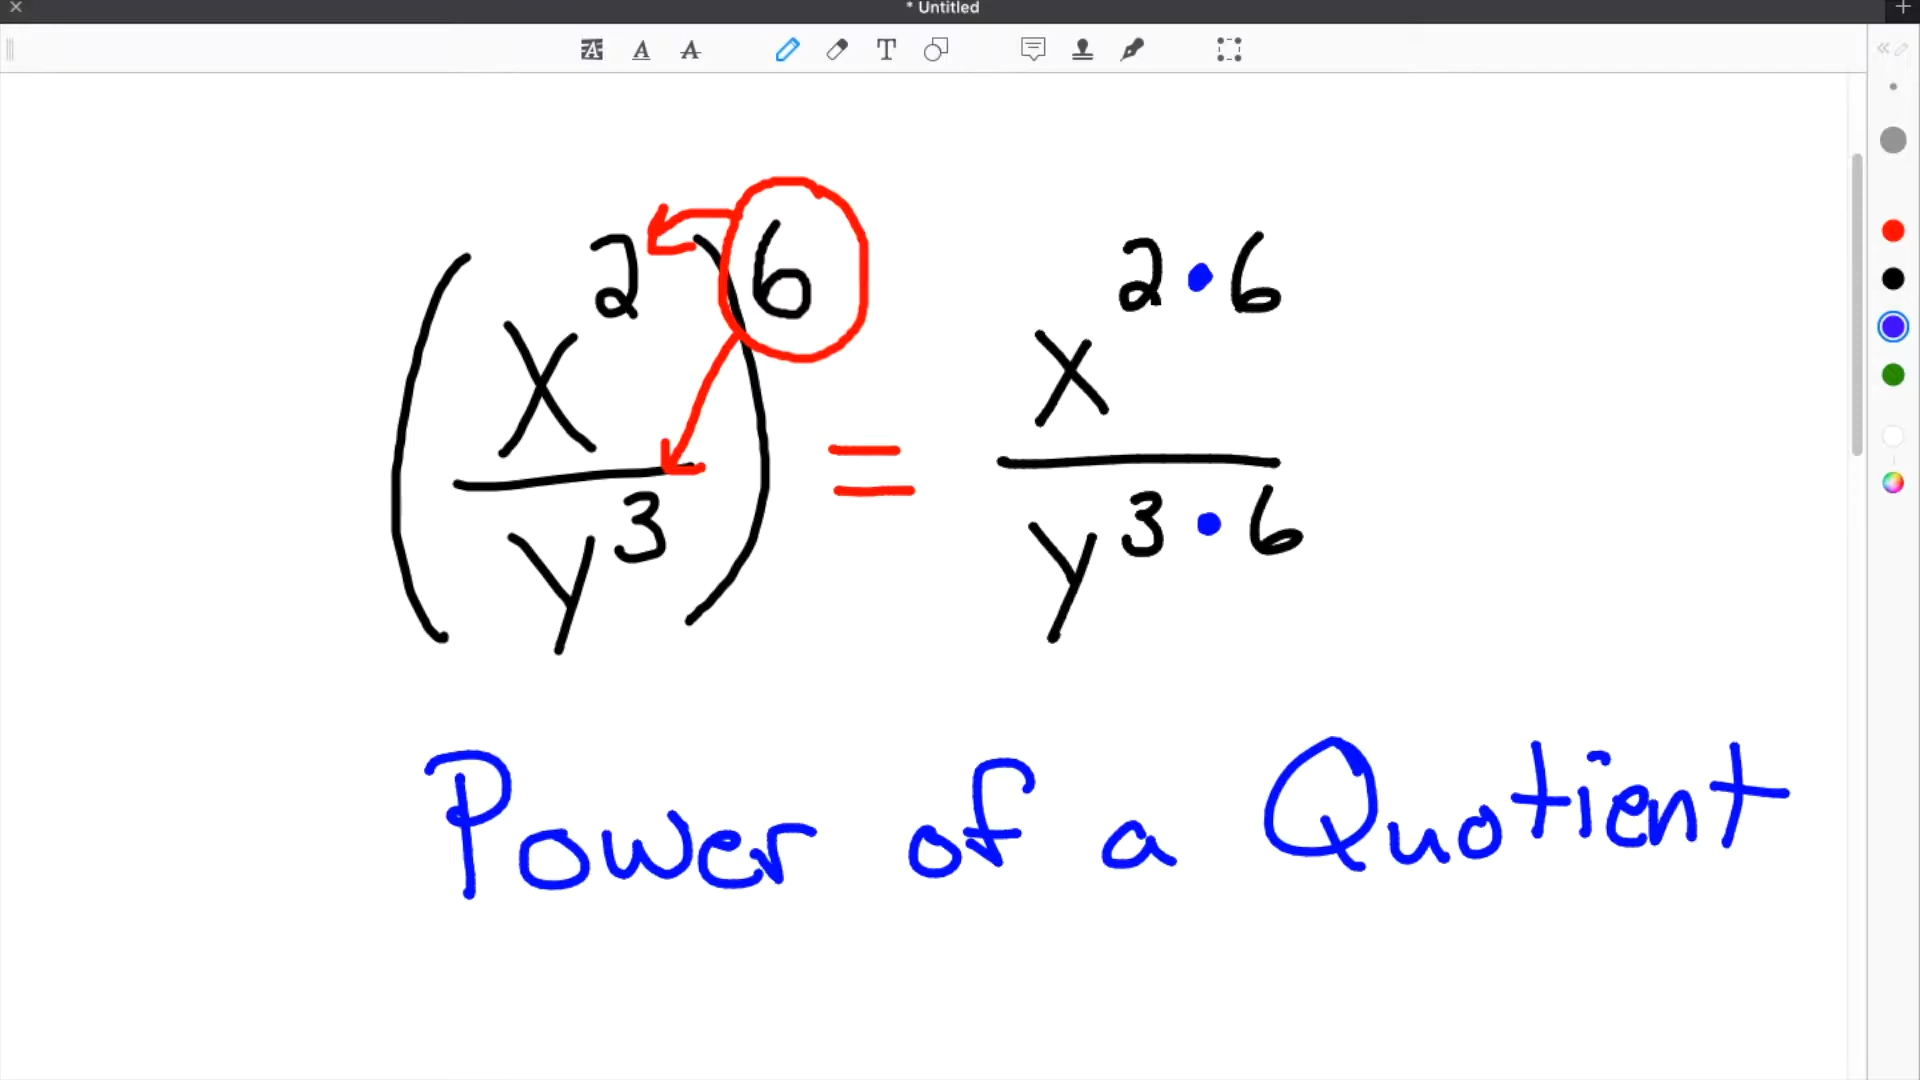 * Untitled
(x^2/y^3)^6 = x^(2·6)/y^(3·6)
Power of a Quotient